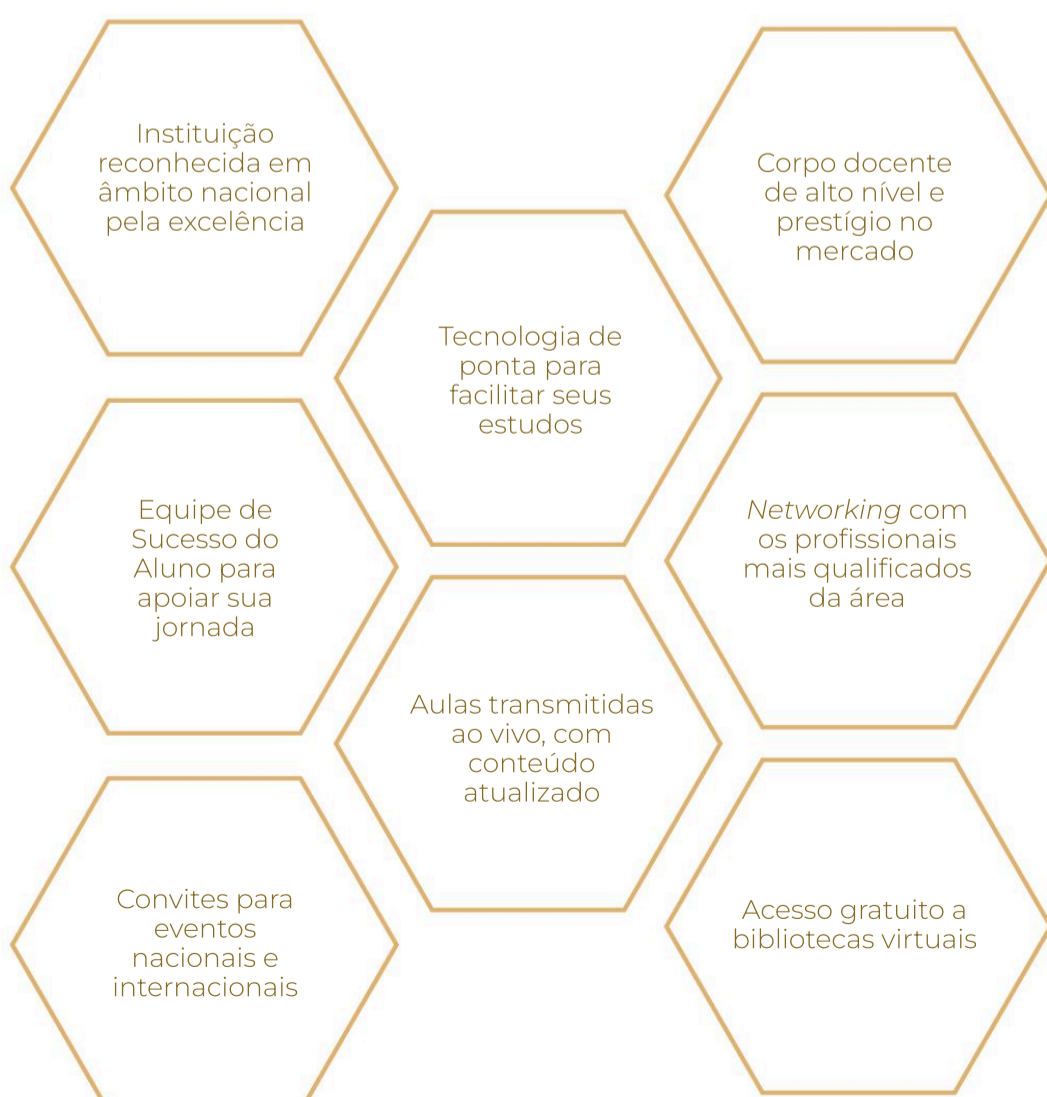 Instituição
reconhecida em
âmbito nacional
pela excelência
Corpo docente
de alto nível e
prestígio no
mercado
Tecnologia de
ponta para
facilitar seus
estudos
Equipe de
Sucesso do
Aluno para
apoiar sua
jornada
Networking com
os profissionais
mais qualificados
da área
Aulas transmitidas
ao vivo, com
conteúdo
atualizado
Convites para
eventos
nacionais e
internacionais
Acesso gratuito a
bibliotecas virtuais